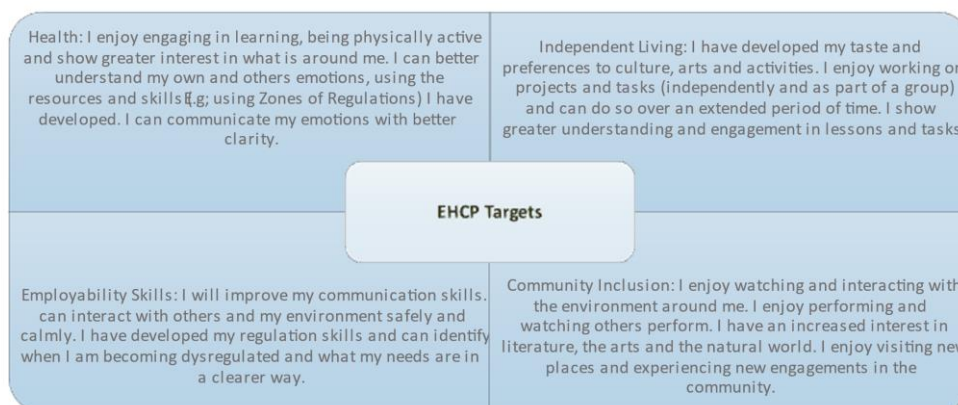 Health: I enjoy engaging in learning, being physically active
and show greater interest in what is around me. I can better
understand my own and others emotions, using the
resources and skills (E.g; using Zones of Regulations) I have
developed. I can communicate my emotions with better
clarity.
Independent Living: I have developed my taste and
preferences to culture, arts and activities. I enjoy working on
projects and tasks (independently and as part of a group)
and can do so over an extended period of time. I show
greater understanding and engagement in lessons and tasks
EHCP Targets
Employability Skills: I will improve my communication skills.
can interact with others and my environment safely and
calmly. I have developed my regulation skills and can identify
when I am becoming dysregulated and what my needs are in
a clearer way.
Community Inclusion: I enjoy watching and interacting with
the environment around me. I enjoy performing and
watching others perform. I have an increased interest in
literature, the arts and the natural world. I enjoy visiting new
places and experiencing new engagements in the
community.